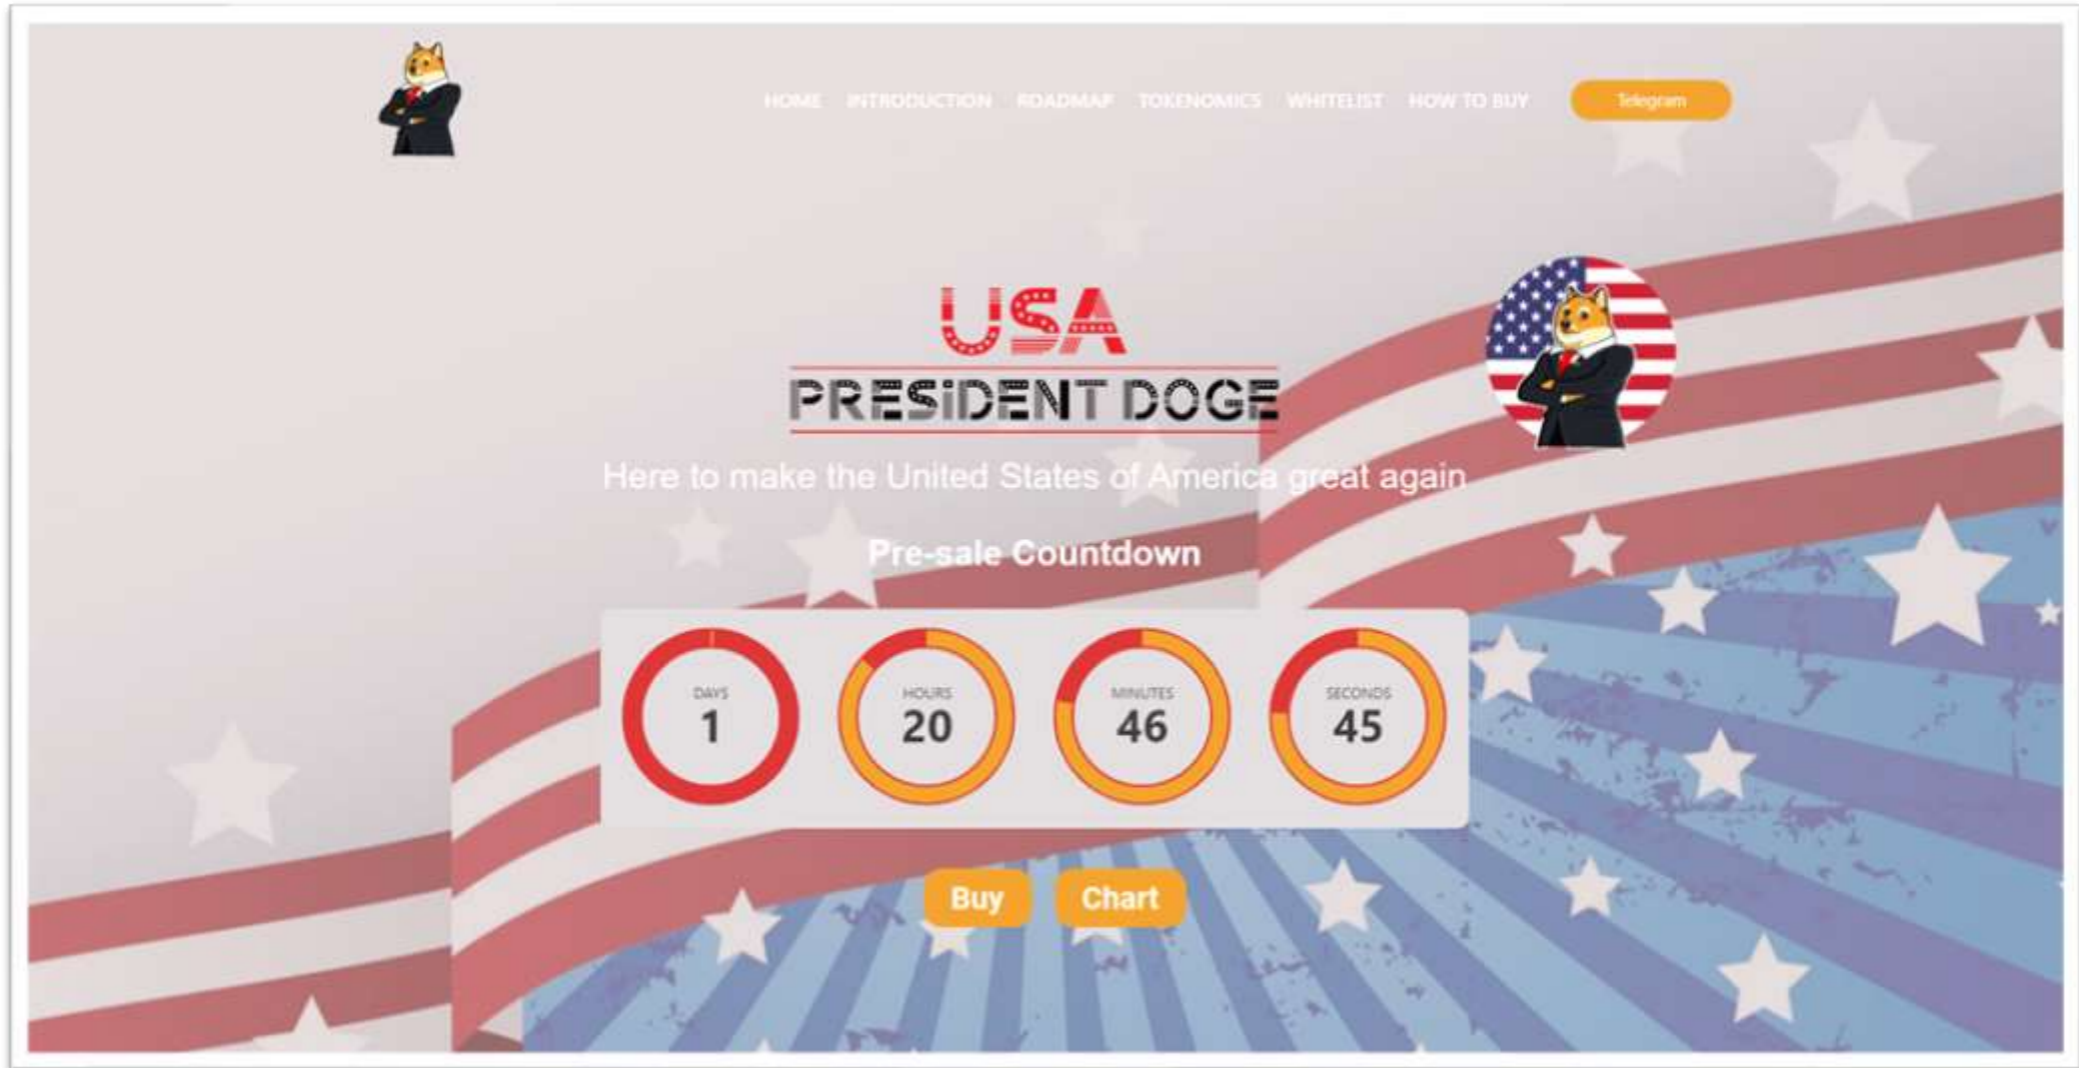 HOME INTRODUCTION ROADMAP TOKENOMICS WHITELIST HOW TO BUY Telegram
USA
PRESiDENT DOGE
Here to make the United States of America great again
Pre-sale Countdown
DAYS HOURS MINUTES SECONDS
1 20 46 45
Buy Chart